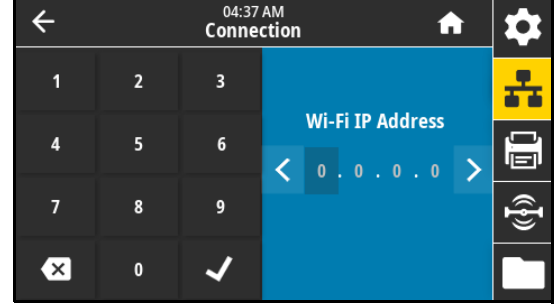 04:37 AM
Connection
1 2 3
4 5 6
7 8 9
0
Wi-Fi IP Address
0 . 0 . 0 . 0